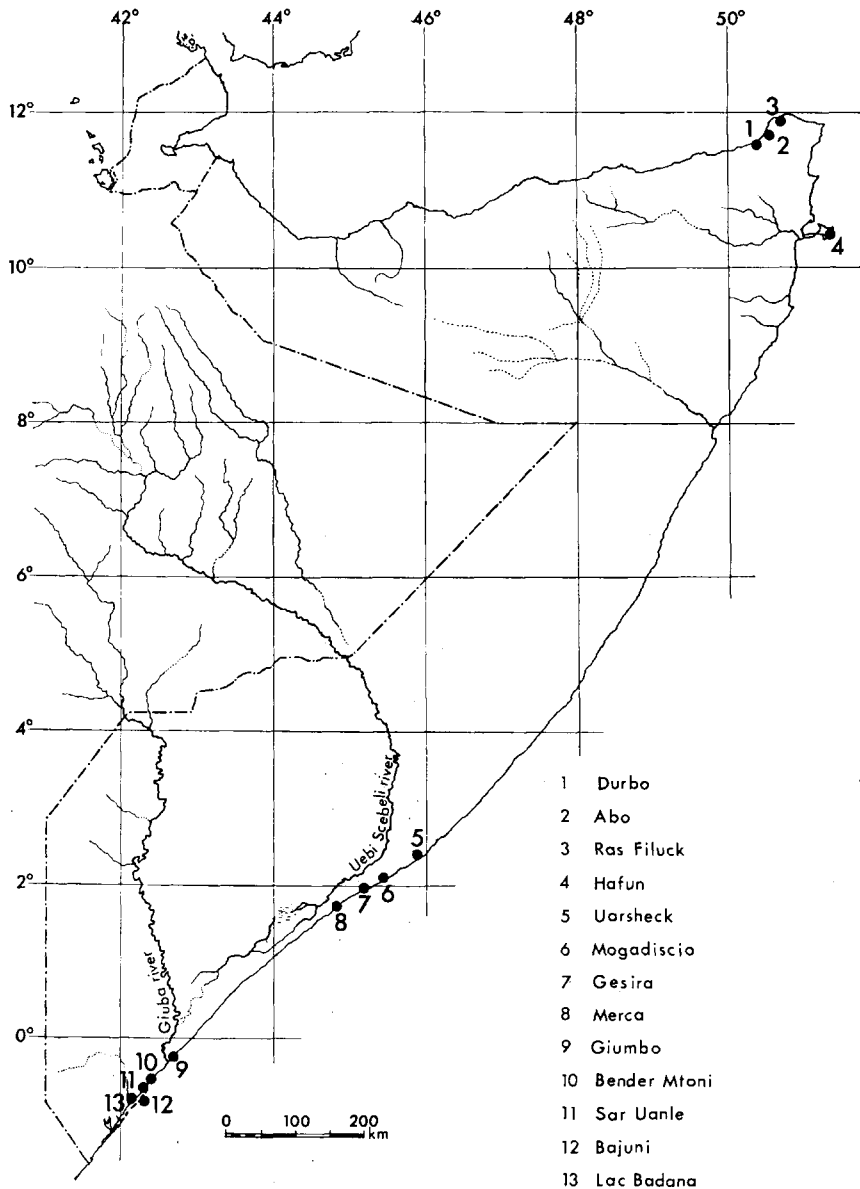 42° 44° 46° 48° 50°
12°
3
1
2
4
10°
8°
6°
4°
Uebi Scebeli river
5
2°
6
7
8
Giuba river
0°
9
10
11
12
13
0 100 200
km
1 Durbo
2 Abo
3 Ras Filuck
4 Hafun
5 Uarsheck
6 Mogadiscio
7 Gesira
8 Merca
9 Giumbo
10 Bender Mtoni
11 Sar Uanle
12 Bajuni
13 Lac Badana